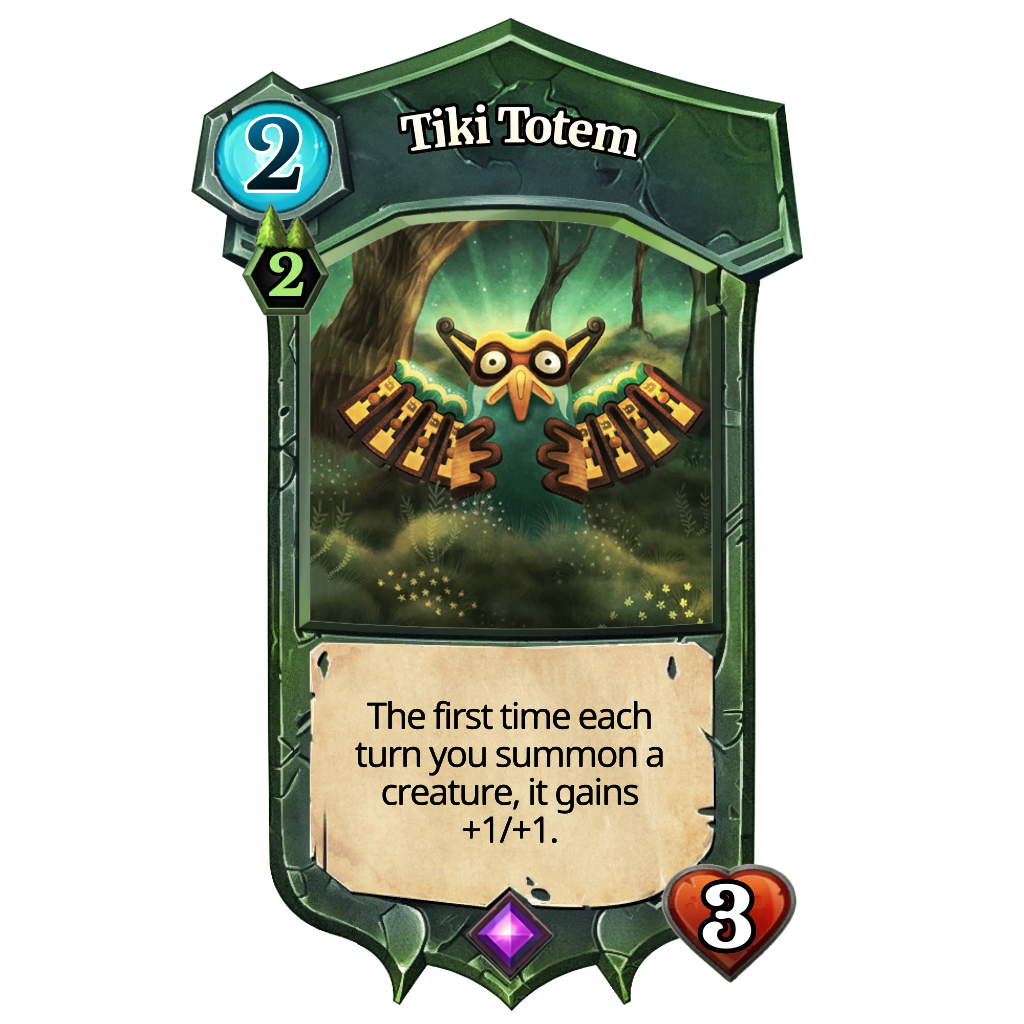 2
Tiki Totem
2
The first time each
turn you summon a
creature, it gains
+1/+1.
3